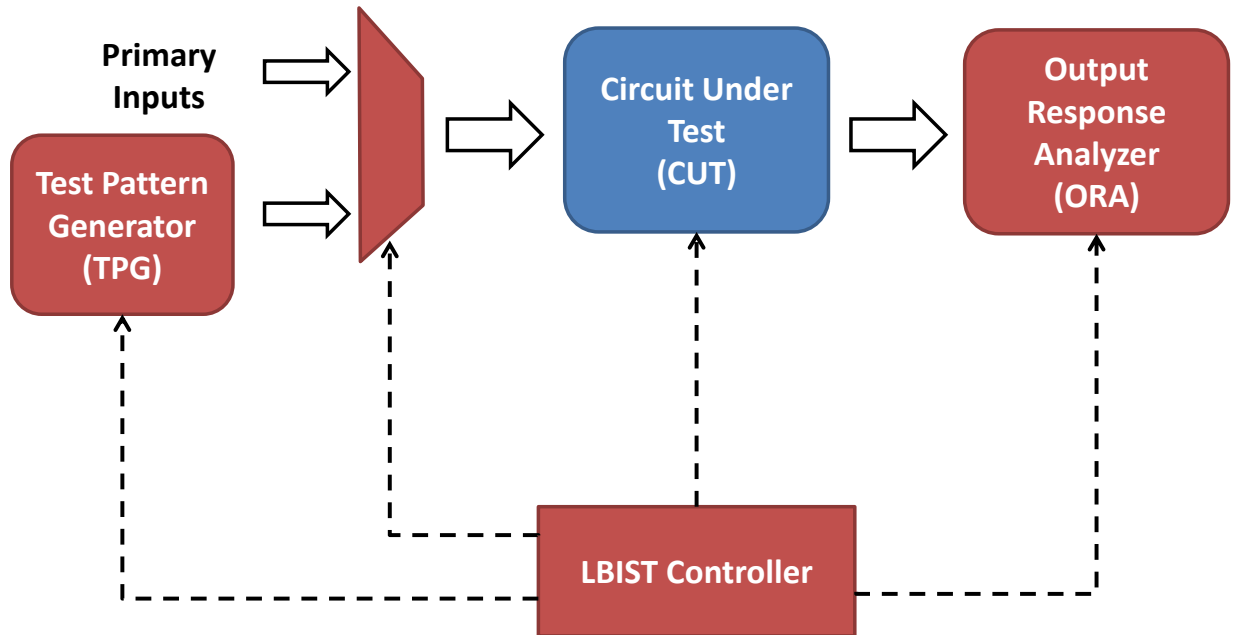 Primary
Inputs
Test Pattern
Generator
(TPG)
Circuit Under
Test
(CUT)
Output
Response
Analyzer
(ORA)
LBIST Controller